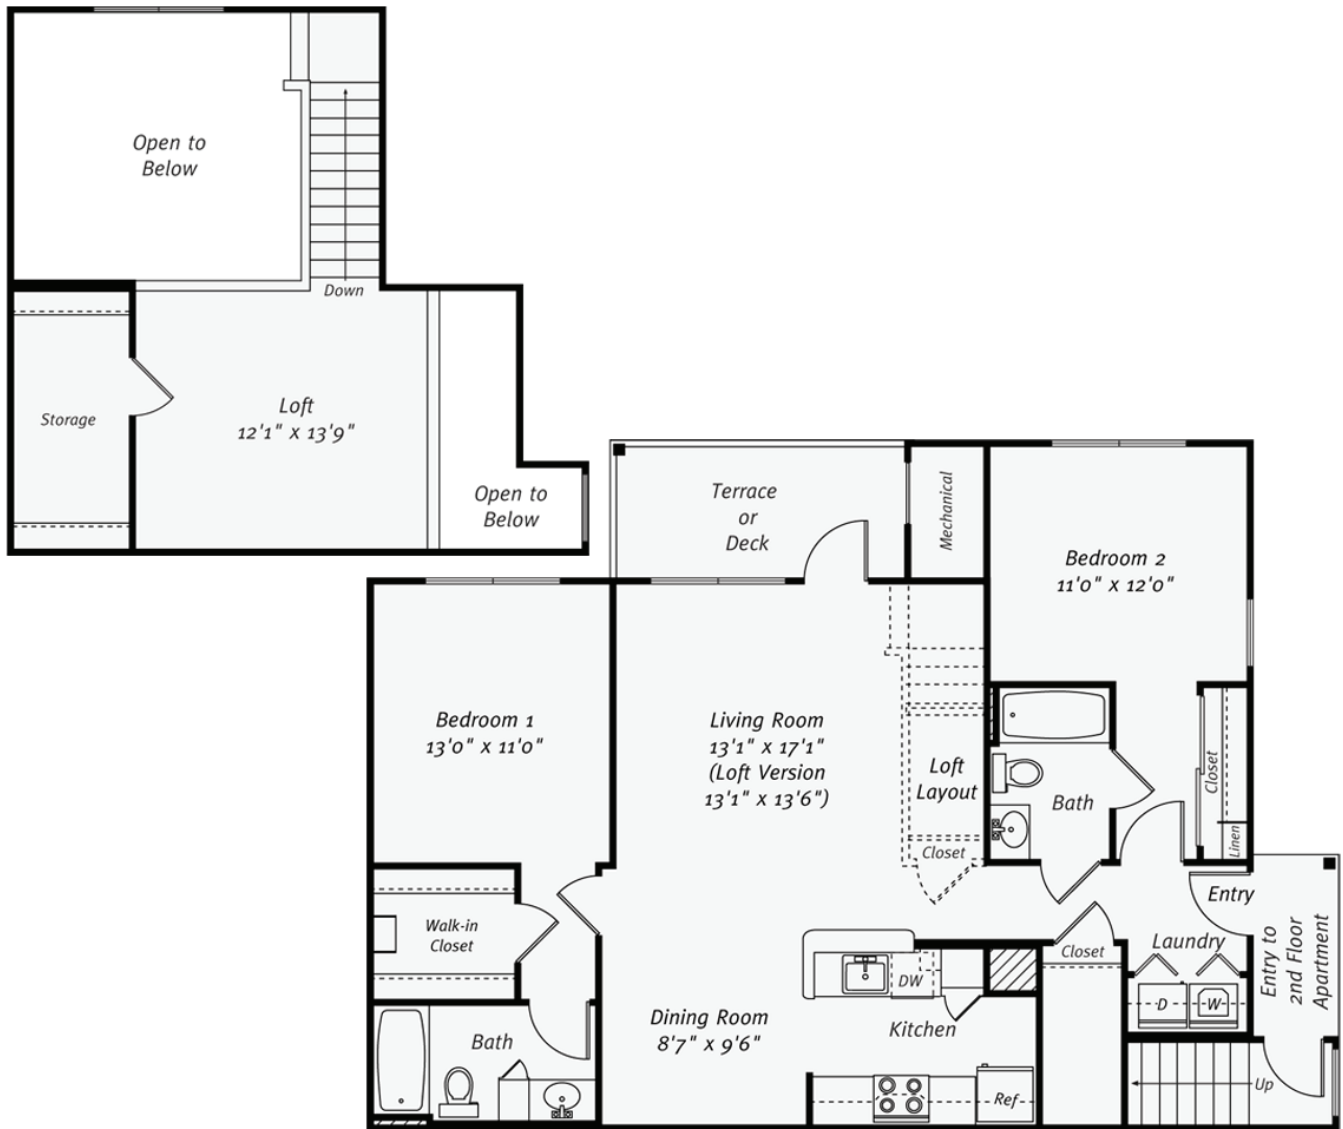 Open to
Below
Down
Storage
Loft
12'1" x 13'9"
Open to
Below
Terrace
or
Deck
Mechanical
Bedroom 2
11'0" x 12'0"
Bedroom 1
13'0" x 11'0"
Living Room
13'1" x 17'1"
(Loft Version
13'1" x 13'6")
Loft
Layout
Closet
Bath
Closet
Linen
Walk-in
Closet
Entry
Laundry
Closet
Entry to
2nd Floor
Apartment
DW
Kitchen
D
W
Dining Room
8'7" x 9'6"
Bath
Ref
Up